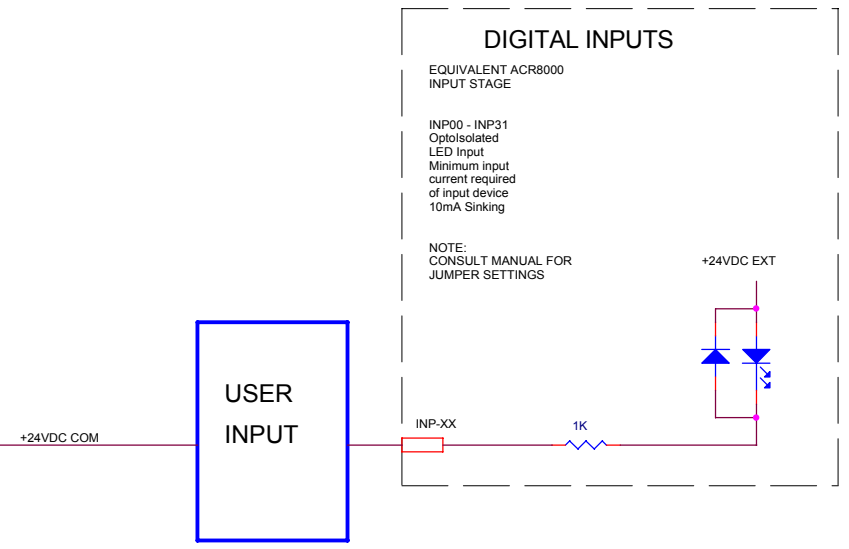 DIGITAL INPUTS
EQUIVALENT ACR8000
INPUT STAGE
INP00 - INP31
OptoIsolated
LED Input
Minimum input
current required
of input device
10mA Sinking
NOTE:
CONSULT MANUAL FOR
JUMPER SETTINGS
+24VDC EXT
USER
INPUT
+24VDC COM
INP-XX
1K